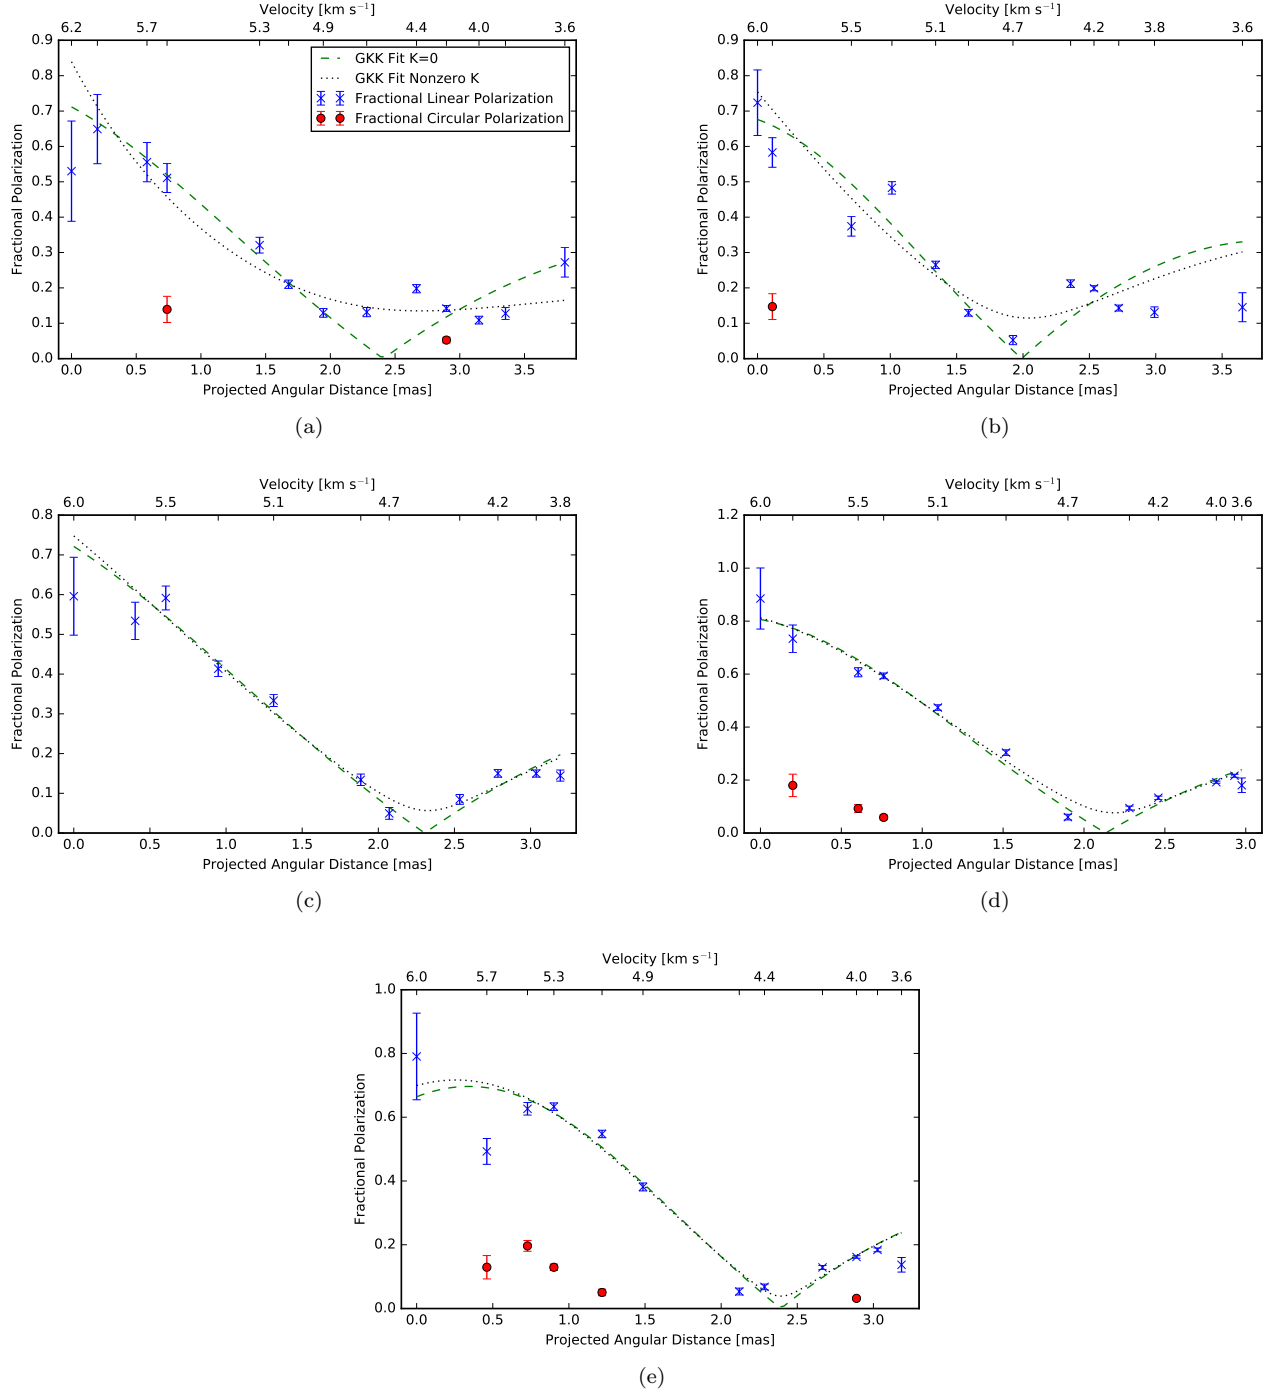 Velocity [km s⁻¹]
6.2 5.7 5.3 4.9 4.4 4.0 3.6
0.9
0.8
0.7
0.6
0.5
0.4
0.3
0.2
0.1
0.0
Fractional Polarization
GKK Fit K=0
GKK Fit Nonzero K
Fractional Linear Polarization
Fractional Circular Polarization
0.0 0.5 1.0 1.5 2.0 2.5 3.0 3.5
Projected Angular Distance [mas]
(a)
Velocity [km s⁻¹]
6.0 5.5 5.1 4.7 4.2 3.8 3.6
0.9
0.8
0.7
0.6
0.5
0.4
0.3
0.2
0.1
0.0
Fractional Polarization
0.0 0.5 1.0 1.5 2.0 2.5 3.0 3.5
Projected Angular Distance [mas]
(b)
Velocity [km s⁻¹]
6.0 5.5 5.1 4.7 4.2 3.8
0.8
0.7
0.6
0.5
0.4
0.3
0.2
0.1
0.0
Fractional Polarization
0.0 0.5 1.0 1.5 2.0 2.5 3.0
Projected Angular Distance [mas]
(c)
Velocity [km s⁻¹]
6.0 5.5 5.1 4.7 4.2 4.0 3.6
1.2
1.0
0.8
0.6
0.4
0.2
0.0
Fractional Polarization
0.0 0.5 1.0 1.5 2.0 2.5 3.0
Projected Angular Distance [mas]
(d)
Velocity [km s⁻¹]
6.0 5.7 5.3 4.9 4.4 4.0 3.6
1.0
0.8
0.6
0.4
0.2
0.0
Fractional Polarization
0.0 0.5 1.0 1.5 2.0 2.5 3.0
Projected Angular Distance [mas]
(e)